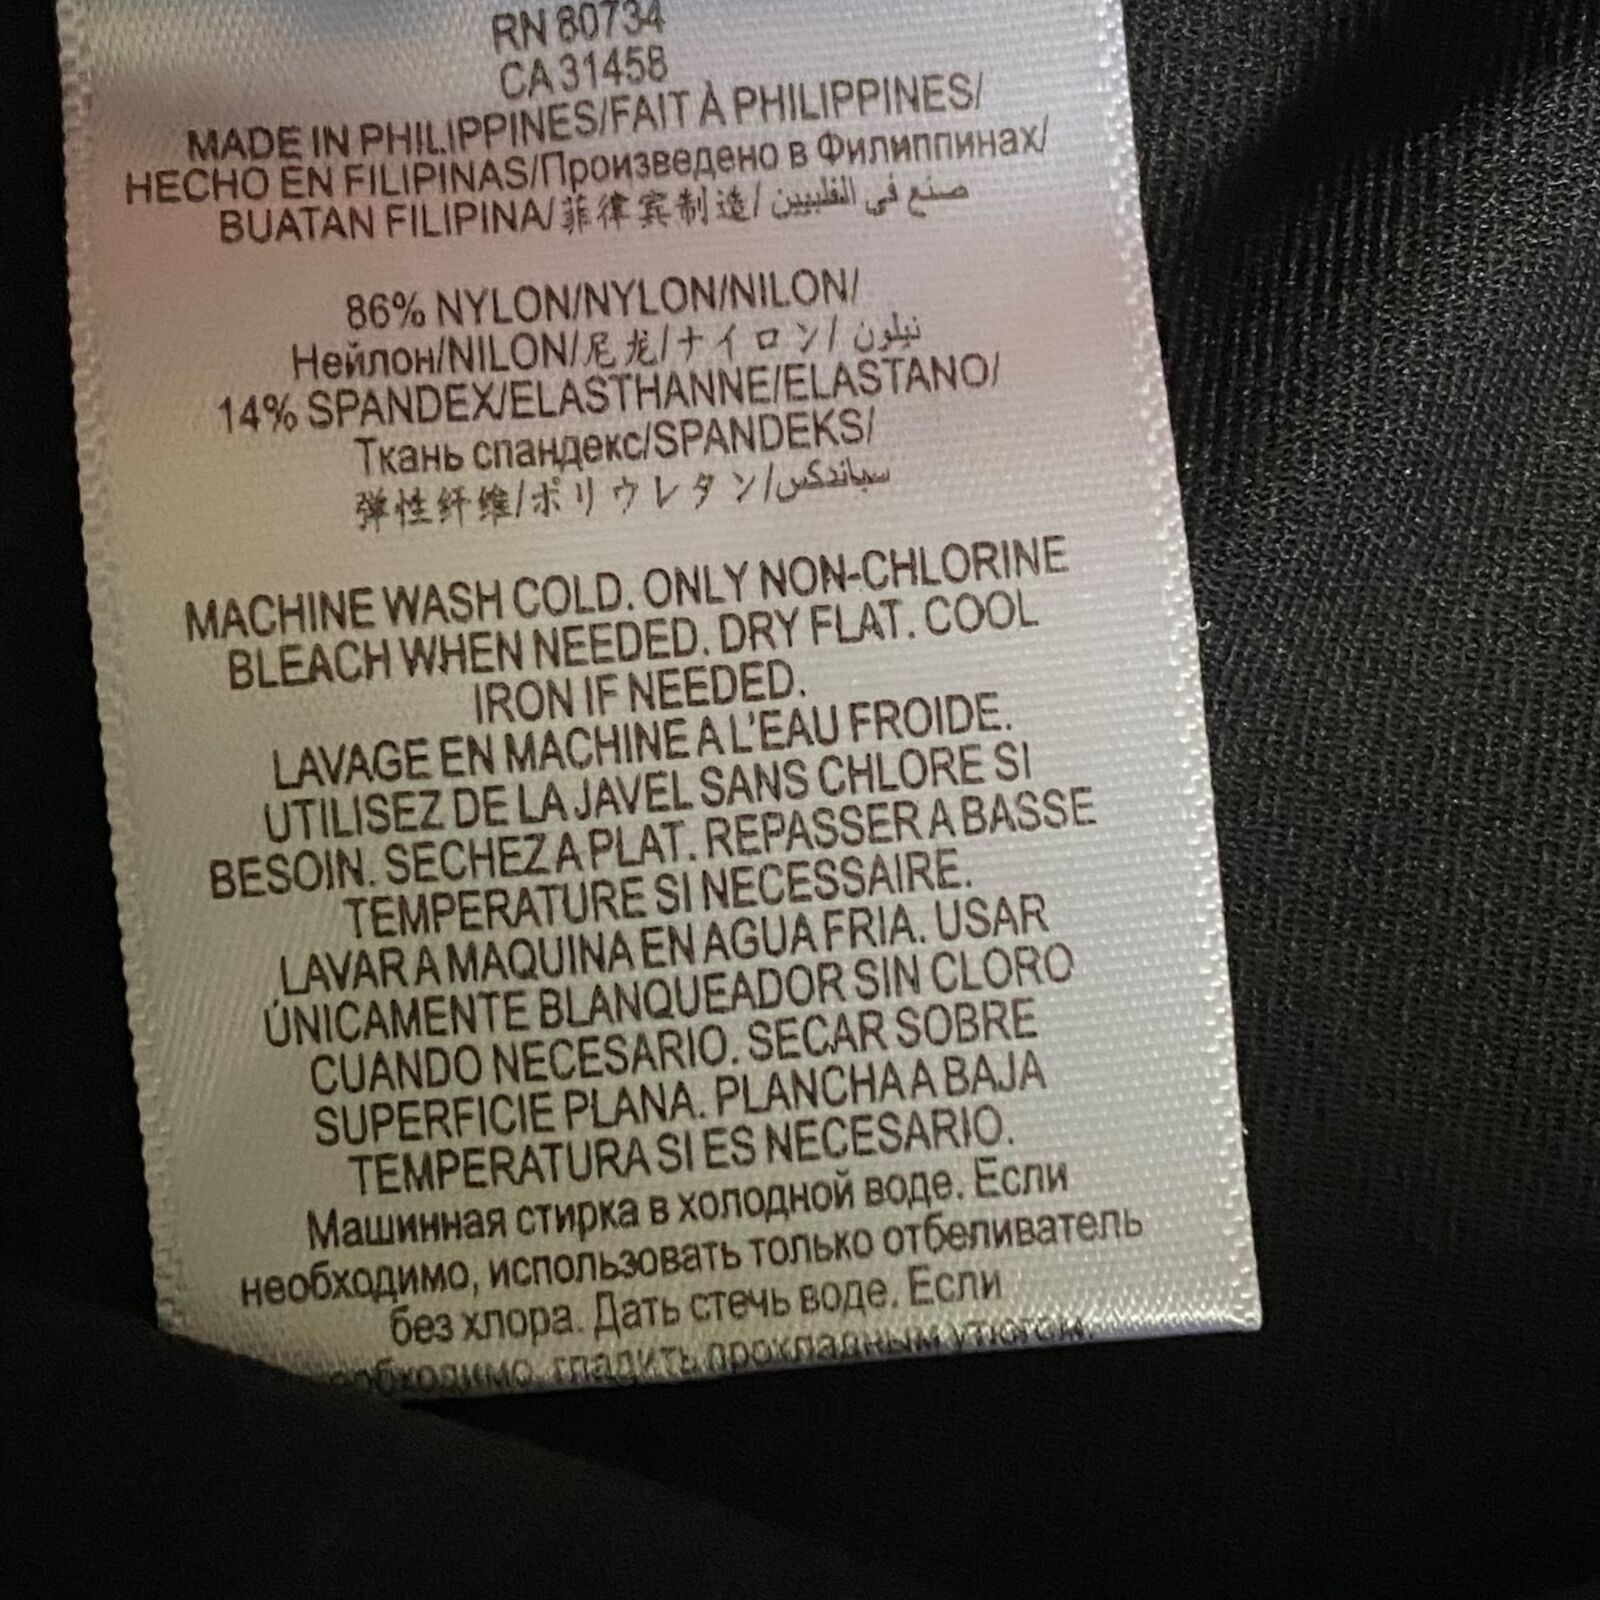 RN 80734
CA 31458
MADE IN PHILIPPINES/FAIT À PHILIPPINES/
HECHO EN FILIPINAS/Произведено в Филиппинах/
BUATAN FILIPINA/菲律宾制造/ صنع في الفلبيين
86% NYLON/NYLON/NILON/
Нейлон/NILON/尼龙/ナイロン/ نيلون
14% SPANDEX/ELASTHANNE/ELASTANO/
Ткань спандекс/SPANDEKS/
弹性纤维/ポリウレタン/سباندكس
MACHINE WASH COLD. ONLY NON-CHLORINE
BLEACH WHEN NEEDED. DRY FLAT. COOL
IRON IF NEEDED.
LAVAGE EN MACHINE A L'EAU FROIDE.
UTILISEZ DE LA JAVEL SANS CHLORE SI
BESOIN. SECHEZ A PLAT. REPASSER A BASSE
TEMPERATURE SI NECESSAIRE.
LAVAR A MAQUINA EN AGUA FRIA. USAR
ÚNICAMENTE BLANQUEADOR SIN CLORO
CUANDO NECESARIO. SECAR SOBRE
SUPERFICIE PLANA. PLANCHA A BAJA
TEMPERATURA SI ES NECESARIO.
Машинная стирка в холодной воде. Если
необходимо, использовать только отбеливатель
без хлора. Дать стечь воде. Если
гладить прохладным утюгом.